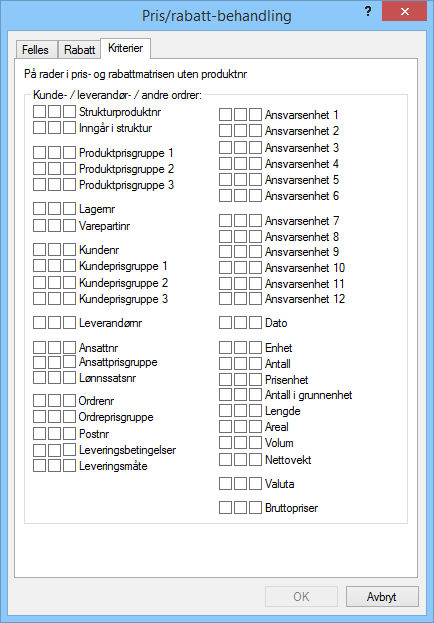 Pris/rabatt-behandling
?
Felles
Rabatt
Kriterier
På rader i pris- og rabattmatrisen uten produktnr
Kunde- / leverandør- / andre ordrer:
Strukturproduktnr
Inngår i struktur
Produktprisgruppe 1
Produktprisgruppe 2
Produktprisgruppe 3
Lagernr
Varepartinr
Kundenr
Kundeprisgruppe 1
Kundeprisgruppe 2
Kundeprisgruppe 3
Leverandørnr
Ansattnr
Ansattprisgruppe
Lønnssatsnr
Ordrenr
Ordreprisgruppe
Postnr
Leveringsbetingelser
Leveringsmåte
Ansvarsenhet 1
Ansvarsenhet 2
Ansvarsenhet 3
Ansvarsenhet 4
Ansvarsenhet 5
Ansvarsenhet 6
Ansvarsenhet 7
Ansvarsenhet 8
Ansvarsenhet 9
Ansvarsenhet 10
Ansvarsenhet 11
Ansvarsenhet 12
Dato
Enhet
Antall
Prisenhet
Antall i grunnenhet
Lengde
Areal
Volum
Nettovekt
Valuta
Bruttopriser
OK
Avbryt